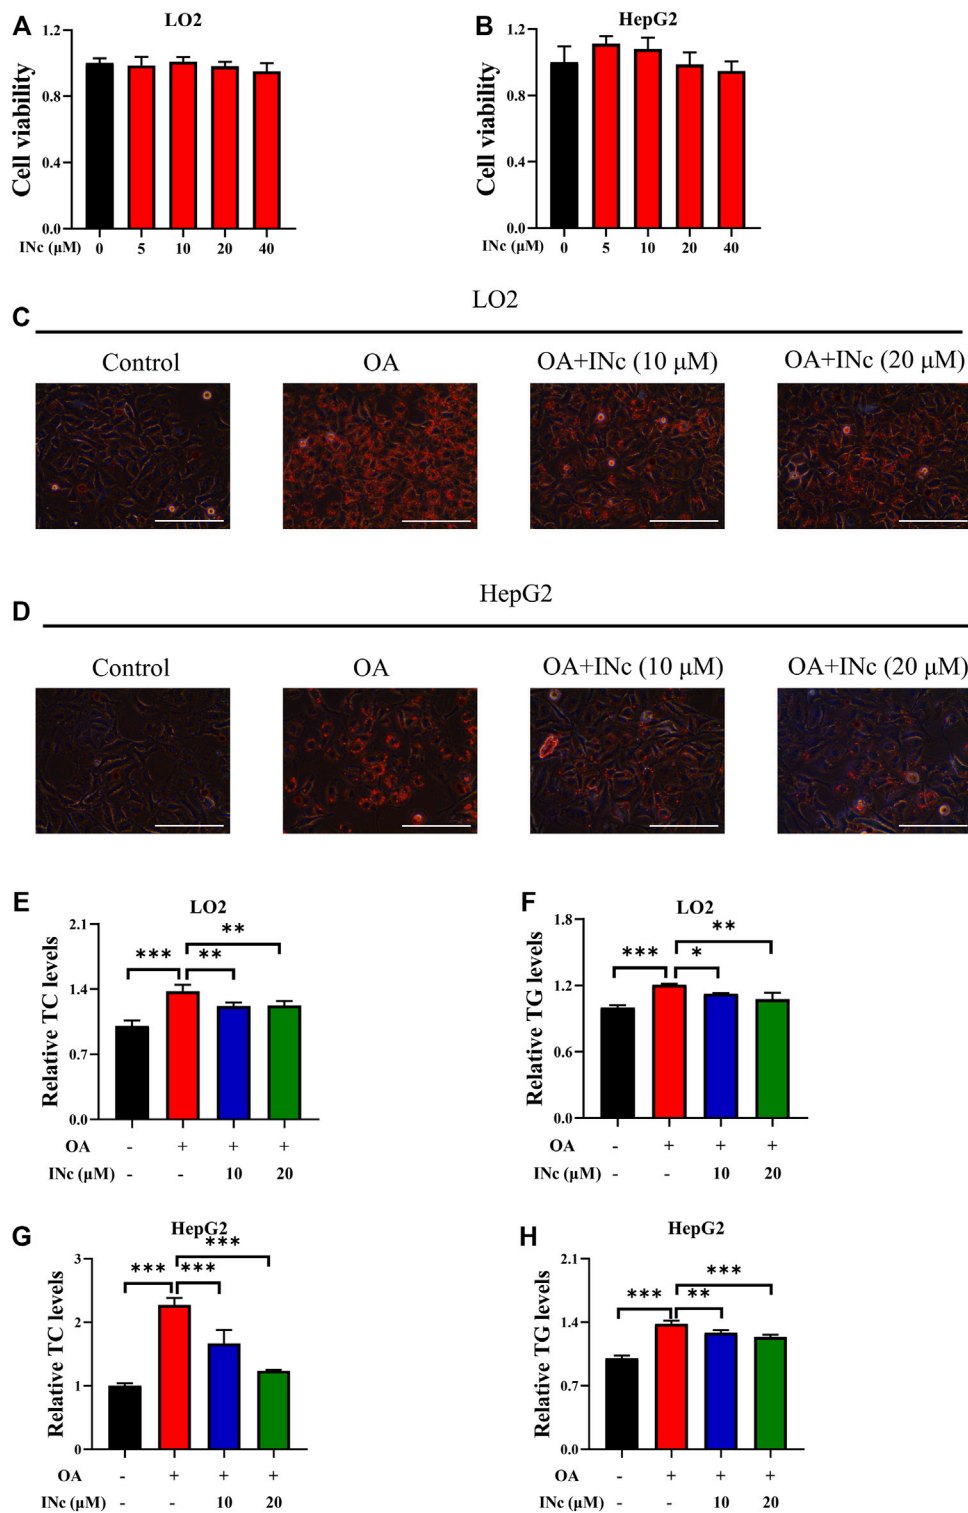 A
LO2
Cell viability
1.2
0.8
0.4
0.0
INc (μM) 0 5 10 20 40
B
HepG2
Cell viability
1.2
0.8
0.4
0.0
INc (μM) 0 5 10 20 40
C
LO2
Control OA OA+INc (10 μM) OA+INc (20 μM)
D
HepG2
Control OA OA+INc (10 μM) OA+INc (20 μM)
E
LO2
Relative TC levels
2.1
1.4
0.7
0.0
*** ** **
OA - + + +
INc (μM) - - 10 20
F
LO2
Relative TG levels
1.8
1.2
0.6
0.0
*** * **
OA - + + +
INc (μM) - - 10 20
G
HepG2
Relative TC levels
3
2
1
0
*** *** ***
OA - + + +
INc (μM) - - 10 20
H
HepG2
Relative TG levels
2.1
1.4
0.7
0.0
*** ** ***
OA - + + +
INc (μM) - - 10 20